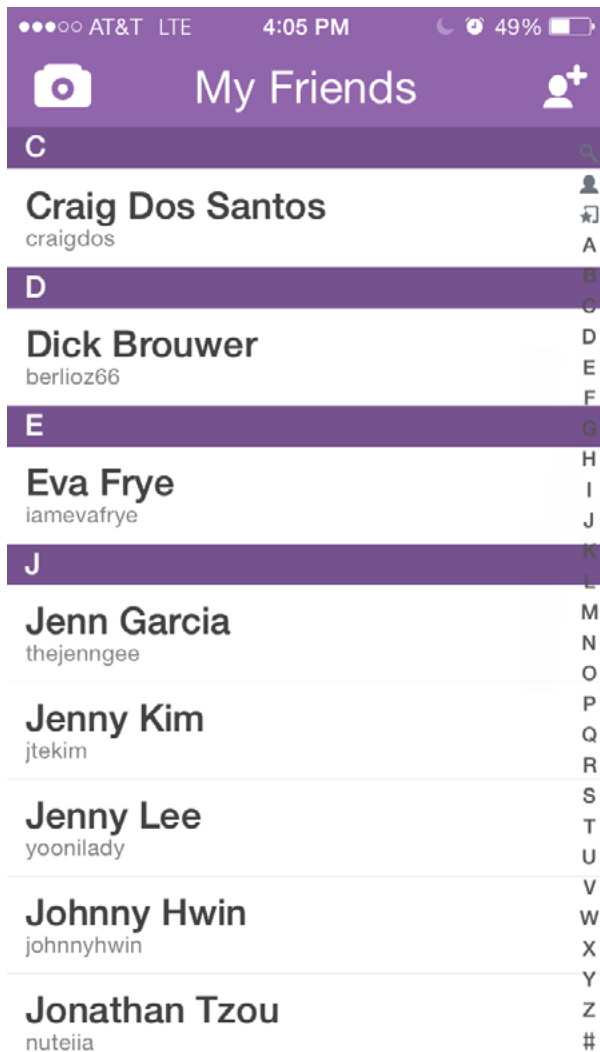 AT&T LTE 4:05 PM 49%
My Friends
C
Craig Dos Santos
craigdos
D
Dick Brouwer
berlioz66
E
Eva Frye
iamevafrye
J
Jenn Garcia
thejenngee
Jenny Kim
jtekim
Jenny Lee
yoonilady
Johnny Hwin
johnnyhwin
Jonathan Tzou
nuteiia
A
B
C
D
E
F
G
H
I
J
K
L
M
N
O
P
Q
R
S
T
U
V
W
X
Y
Z
#